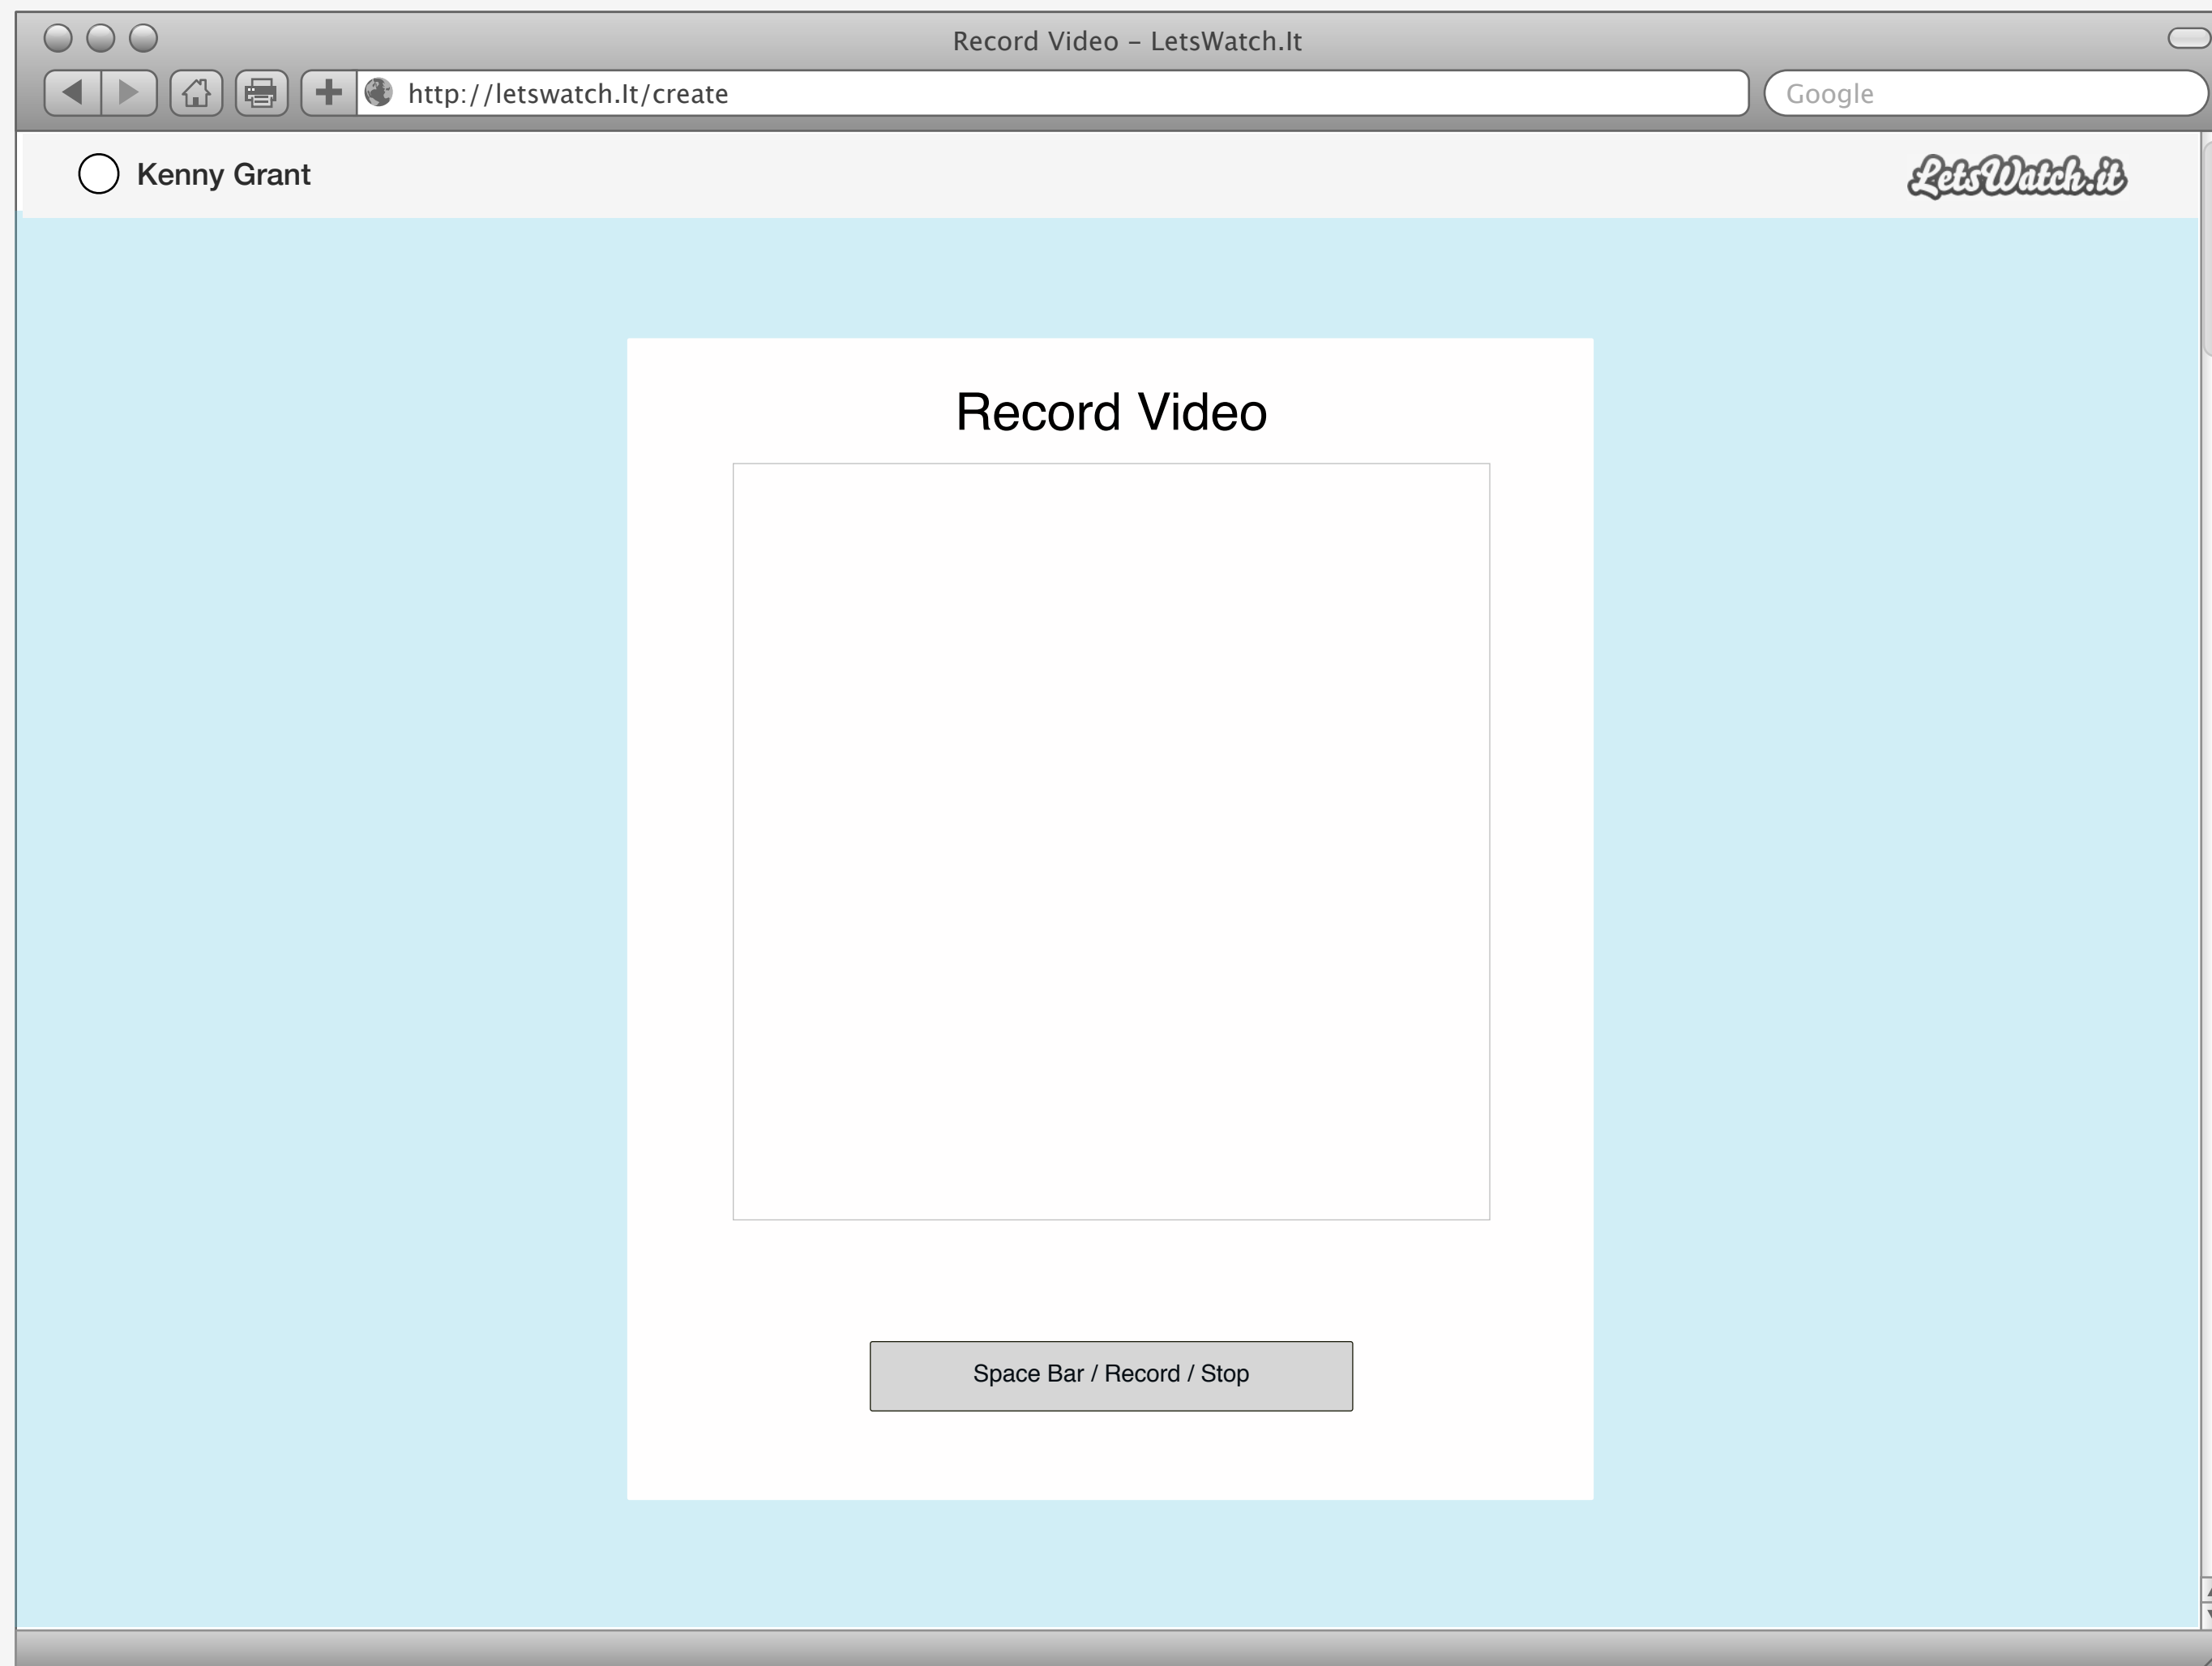 Record Video – LetsWatch.It
http://letswatch.It/create
Google
Kenny Grant
LetsWatch.it
Record Video
Space Bar / Record / Stop